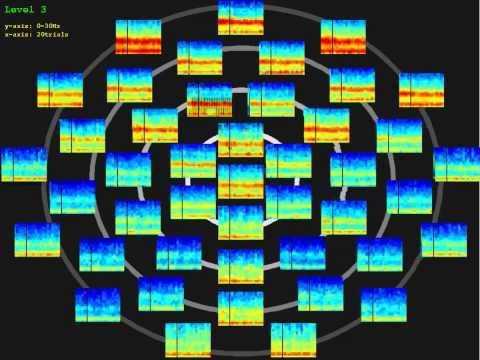 Level 3
y-axis: 0-30Hz
x-axis: 20trials